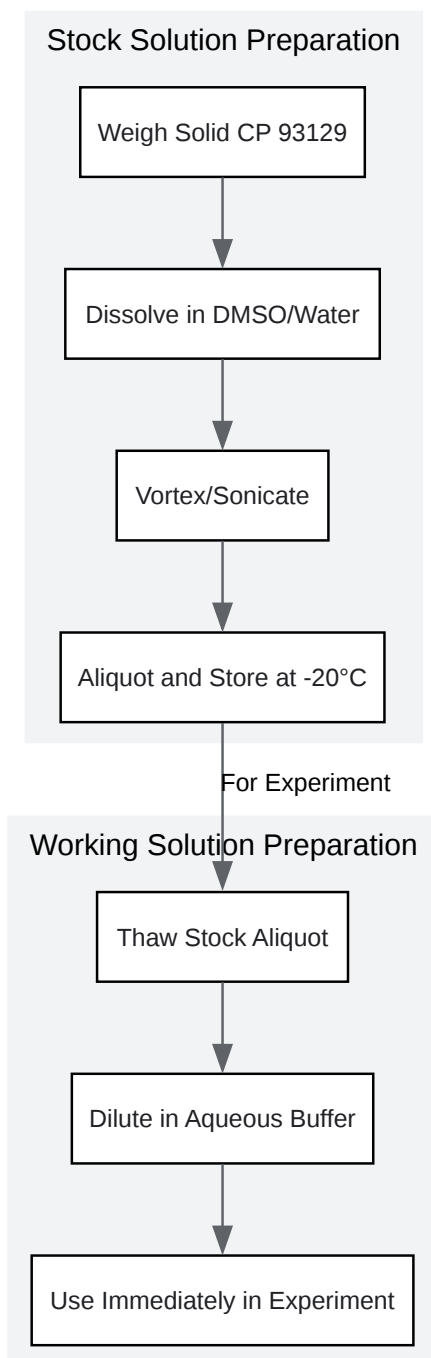 Stock Solution Preparation
Weigh Solid CP 93129
Dissolve in DMSO/Water
Vortex/Sonicate
Aliquot and Store at -20°C
For Experiment
Working Solution Preparation
Thaw Stock Aliquot
Dilute in Aqueous Buffer
Use Immediately in Experiment